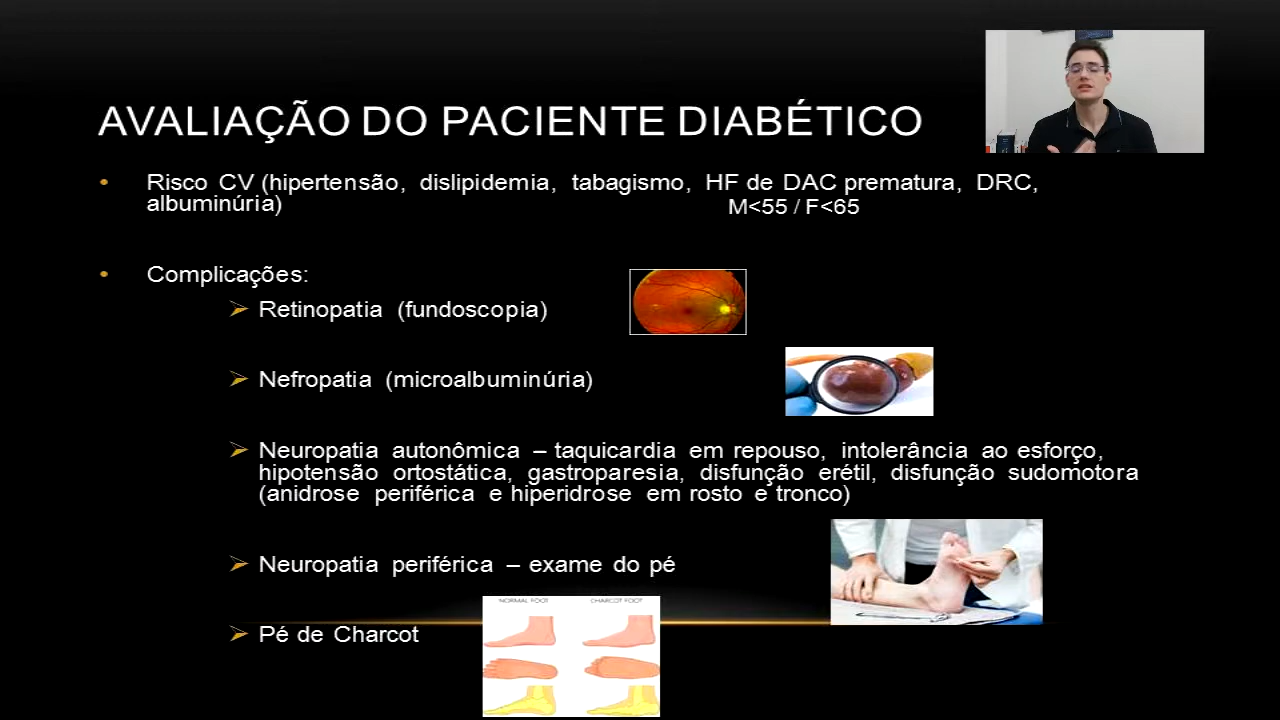 AVALIAÇÃO DO PACIENTE DIABÉTICO
• Risco CV (hipertensão, dislipidemia, tabagismo, HF de DAC prematura, DRC,
albuminúria)
M<55 / F<65
• Complicações:
➢ Retinopatia (fundoscopia)
➢ Nefropatia (microalbuminúria)
➢ Neuropatia autonômica – taquicardia em repouso, intolerância ao esforço,
hipotensão ortostática, gastroparesia, disfunção erétil, disfunção sudomotora
(anidrose periférica e hiperidrose em rosto e tronco)
➢ Neuropatia periférica – exame do pé
NORMAL FOOT CHARCOT FOOT
➢ Pé de Charcot